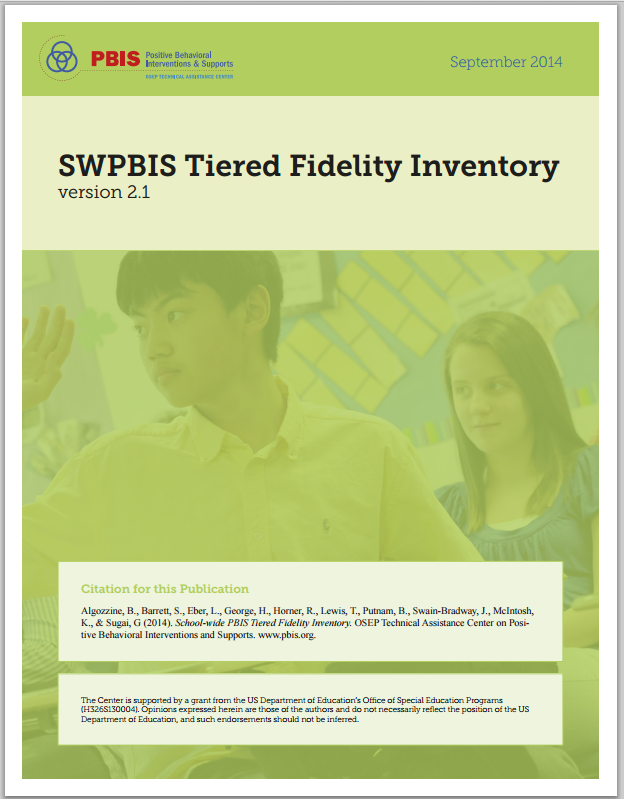 PBIS Positive Behavioral
Interventions & Supports
OSEP TECHNICAL ASSISTANCE CENTER
September 2014
SWPBIS Tiered Fidelity Inventory
version 2.1
Citation for this Publication
Algozzine, B., Barrett, S., Eber, L., George, H., Horner, R., Lewis, T., Putnam, B., Swain-Bradway, J., McIntosh,
K., & Sugai, G (2014). School-wide PBIS Tiered Fidelity Inventory. OSEP Technical Assistance Center on Posi-
tive Behavioral Interventions and Supports. www.pbis.org.
The Center is supported by a grant from the US Department of Education's Office of Special Education Programs
(H326S130004). Opinions expressed herein are those of the authors and do not necessarily reflect the position of the US
Department of Education, and such endorsements should not be inferred.